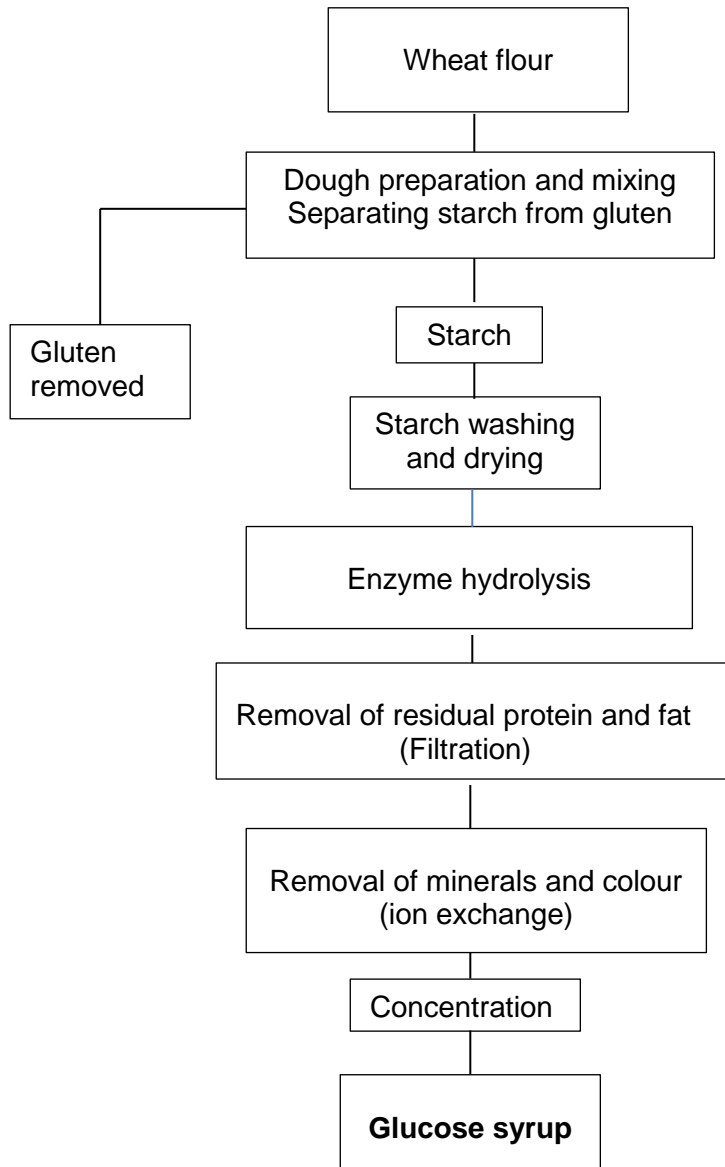 Wheat flour
Dough preparation and mixing
Separating starch from gluten
Gluten
removed
Starch
Starch washing
and drying
Enzyme hydrolysis
Removal of residual protein and fat
(Filtration)
Removal of minerals and colour
(ion exchange)
Concentration
Glucose syrup